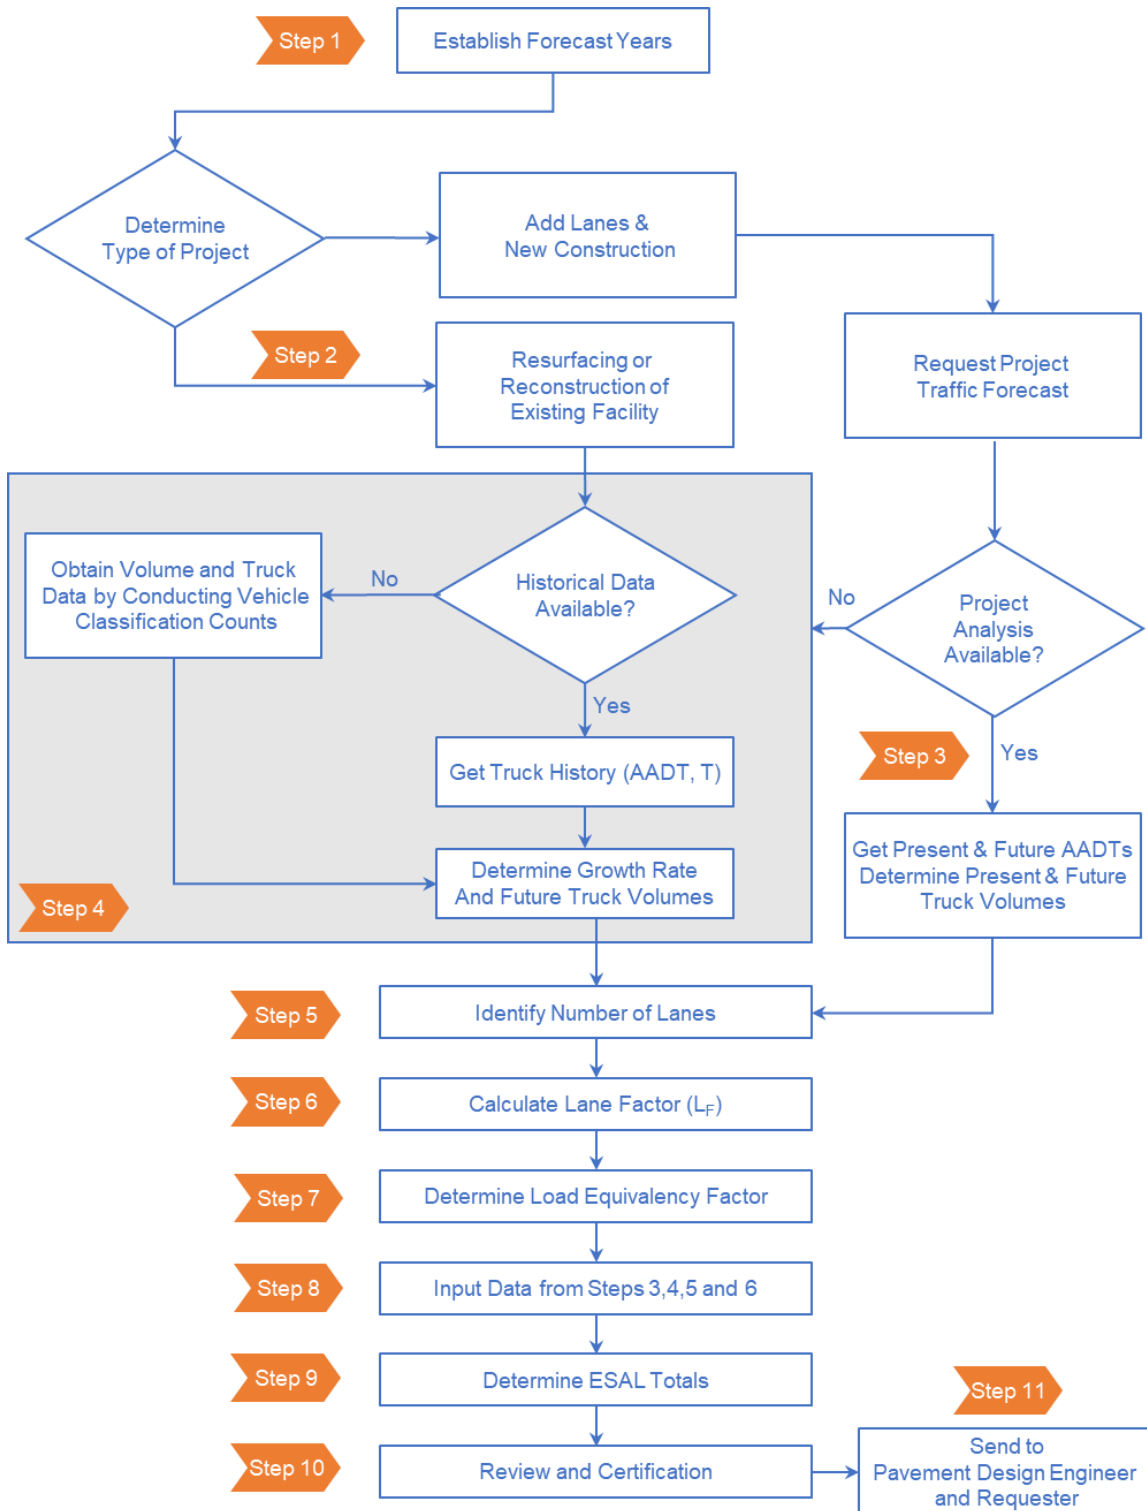 Step 1
Establish Forecast Years
Determine
Type of Project
Add Lanes &
New Construction
Step 2
Resurfacing or
Reconstruction of
Existing Facility
Request Project
Traffic Forecast
Obtain Volume and Truck
Data by Conducting Vehicle
Classification Counts
No
Historical Data
Available?
No
Project
Analysis
Available?
Yes
Get Truck History (AADT, T)
Step 3
Yes
Get Present & Future AADTs
Determine Present & Future
Truck Volumes
Determine Growth Rate
And Future Truck Volumes
Step 4
Step 5
Identify Number of Lanes
Step 6
Calculate Lane Factor (LF)
Step 7
Determine Load Equivalency Factor
Step 8
Input Data from Steps 3,4,5 and 6
Step 9
Determine ESAL Totals
Step 10
Review and Certification
Step 11
Send to
Pavement Design Engineer
and Requester